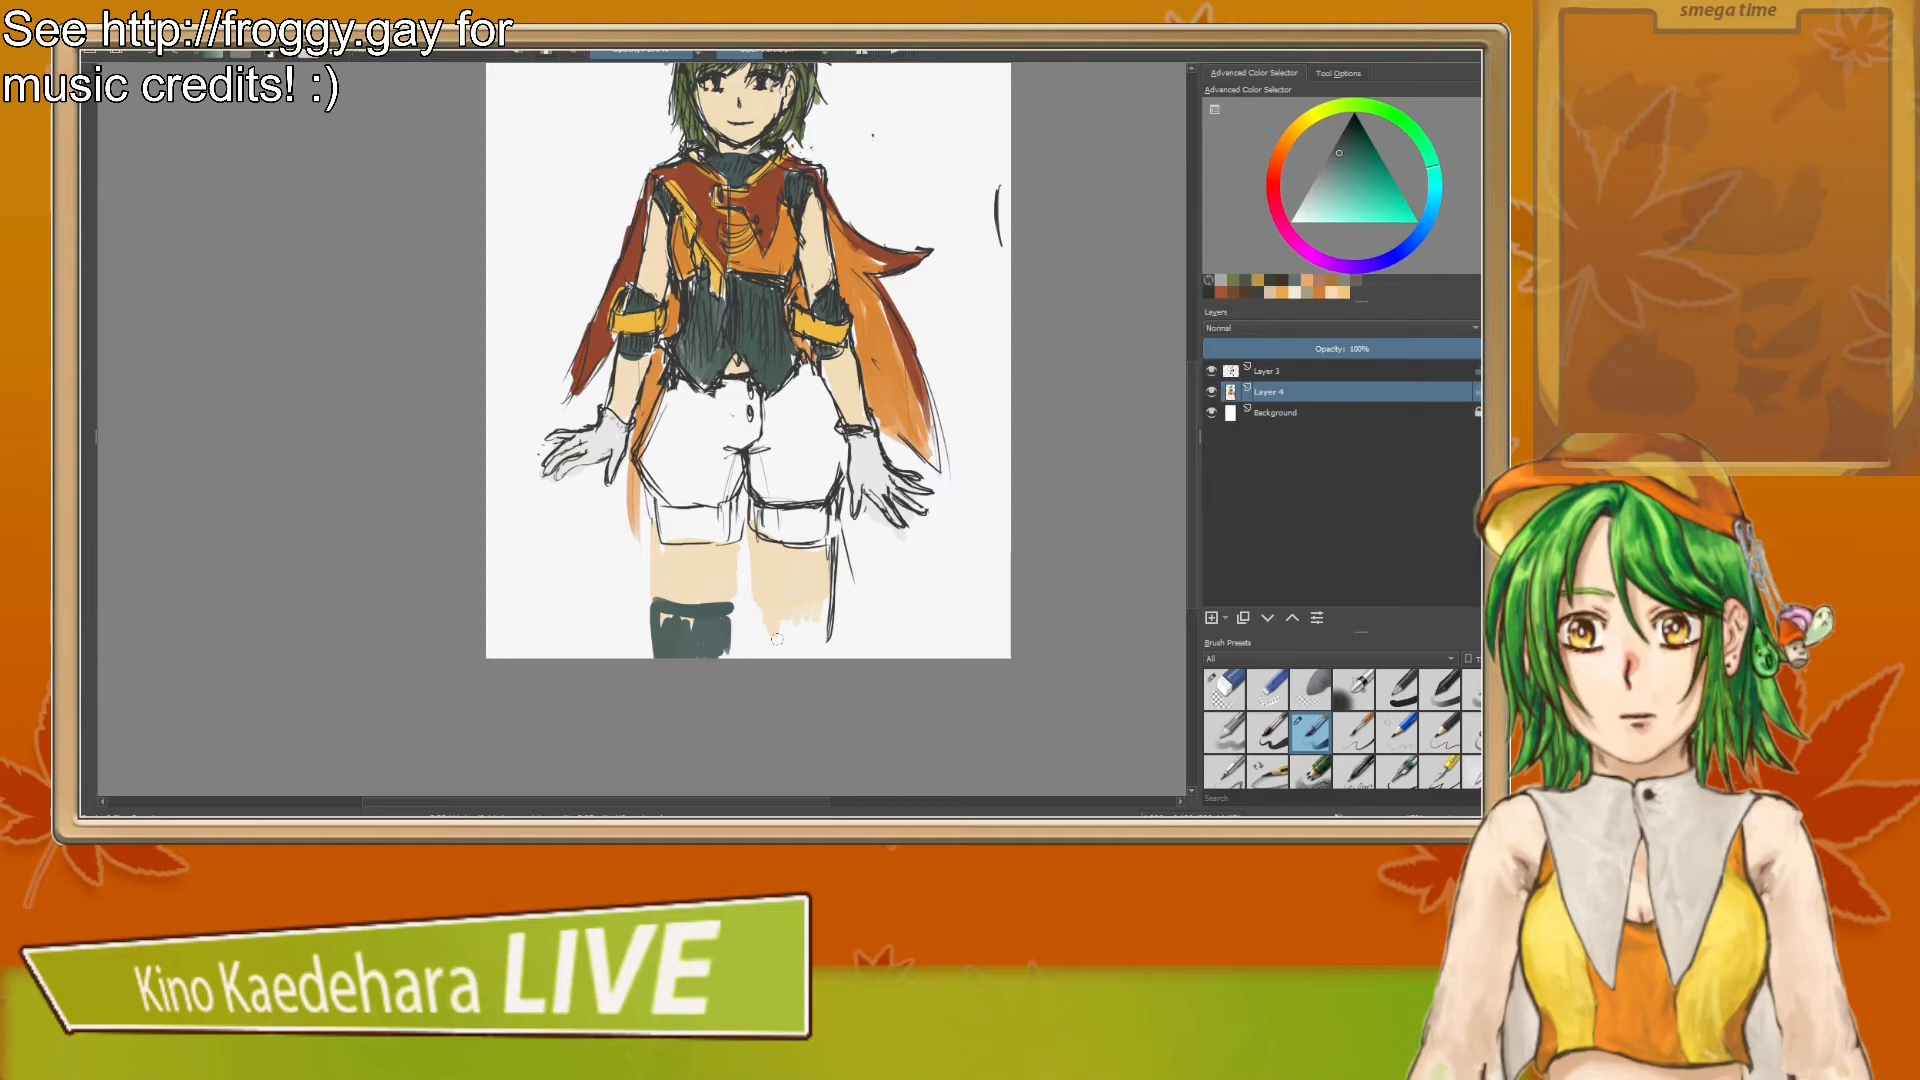 See http://froggy.gay for
music credits! :)
smega time
Advanced Color Selector
Tool Options
Advanced Color Selector
Layers
Normal
Opacity: 100%
Layer 3
Layer 4
Background
Brush Presets
All
Search
Kino Kaedehara LIVE